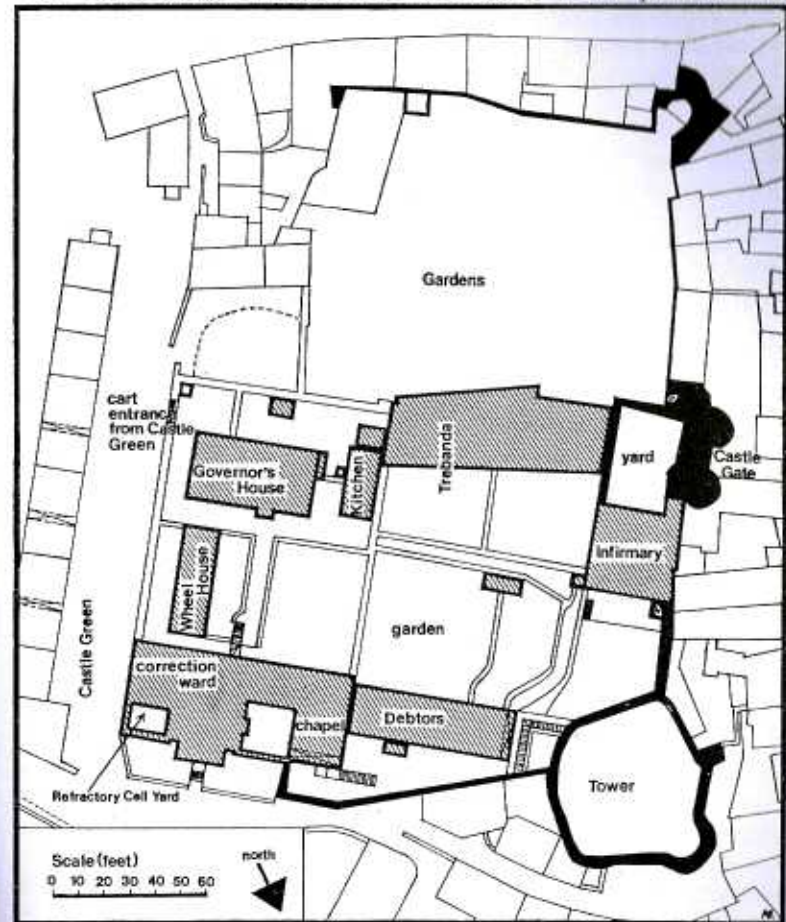 Gardens
cart
entrance
from Castle
Green
Governor's
House
Kitchen
Trebanda
yard
Castle
Gate
Infirmary
Wheel
House
garden
Castle Green
correction
ward
chapel
Debtors
Refractory Cell Yard
Tower
Scale (feet)
0 10 20 30 40 50 60
north